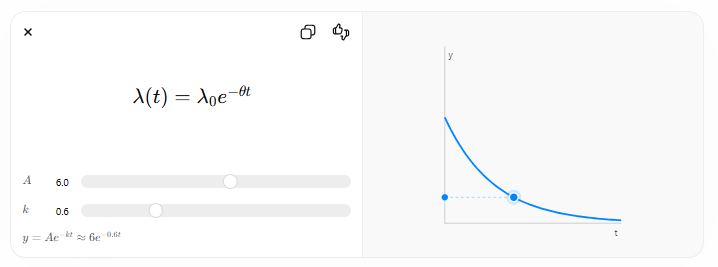 λ(t) = λ₀e^{−θt}
A 6.0
k 0.6
y = Ae^{−kt} ≈ 6e^{−0.6t}
y
t